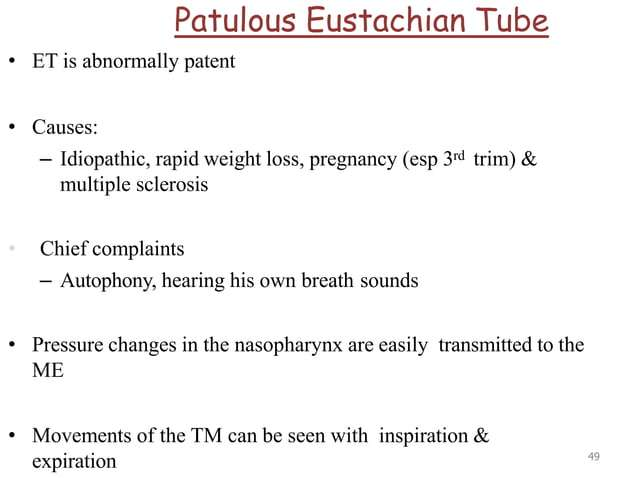 Patulous Eustachian Tube
• ET is abnormally patent
• Causes:
– Idiopathic, rapid weight loss, pregnancy (esp 3rd trim) &
multiple sclerosis
• Chief complaints
– Autophony, hearing his own breath sounds
• Pressure changes in the nasopharynx are easily transmitted to the
ME
• Movements of the TM can be seen with inspiration &
expiration
49